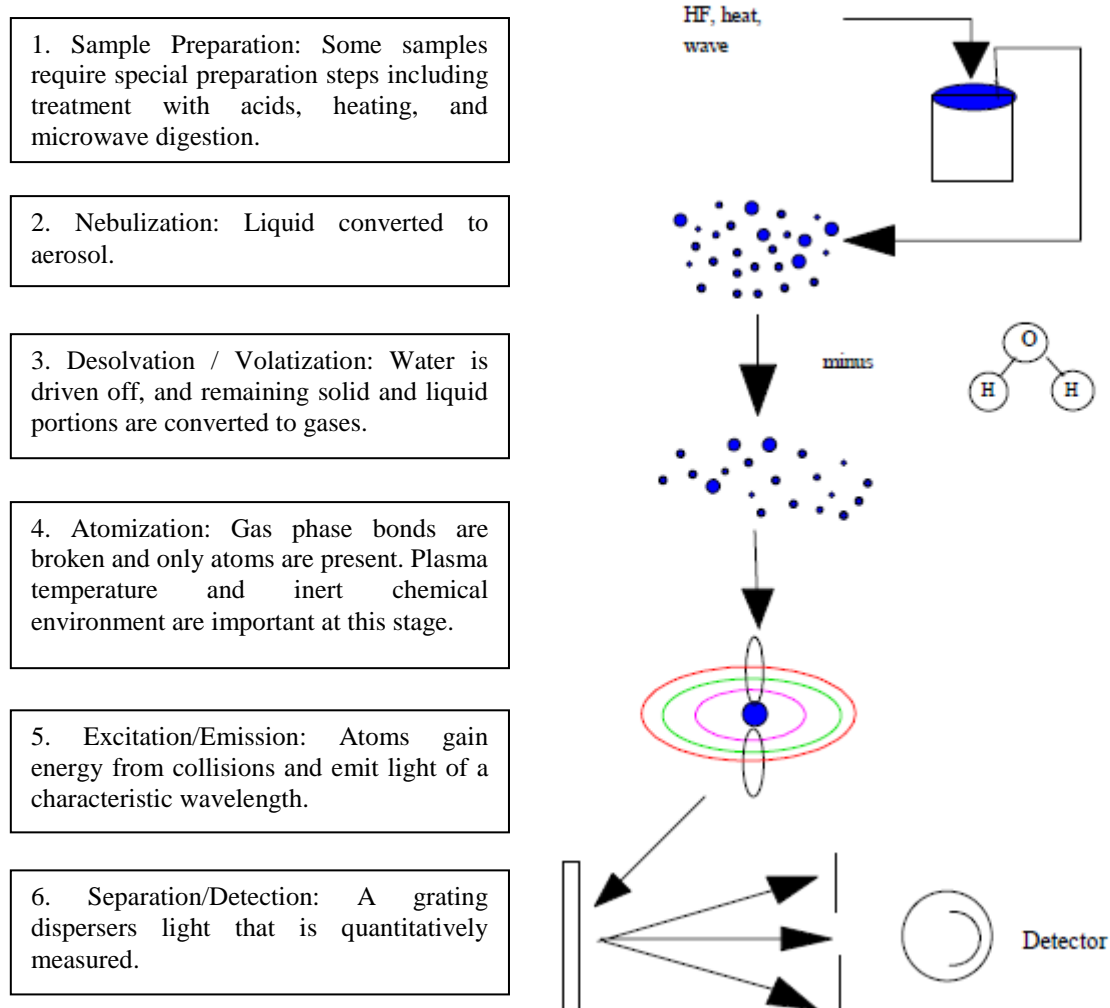 HF, heat,
wave
1. Sample Preparation: Some samples
require special preparation steps including
treatment with acids, heating, and
microwave digestion.
2. Nebulization: Liquid converted to
aerosol.
3. Desolvation / Volatization: Water is
driven off, and remaining solid and liquid
portions are converted to gases.
minus
O
H H
4. Atomization: Gas phase bonds are
broken and only atoms are present. Plasma
temperature and inert chemical
environment are important at this stage.
5. Excitation/Emission: Atoms gain
energy from collisions and emit light of a
characteristic wavelength.
6. Separation/Detection: A grating
dispersers light that is quantitatively
measured.
Detector